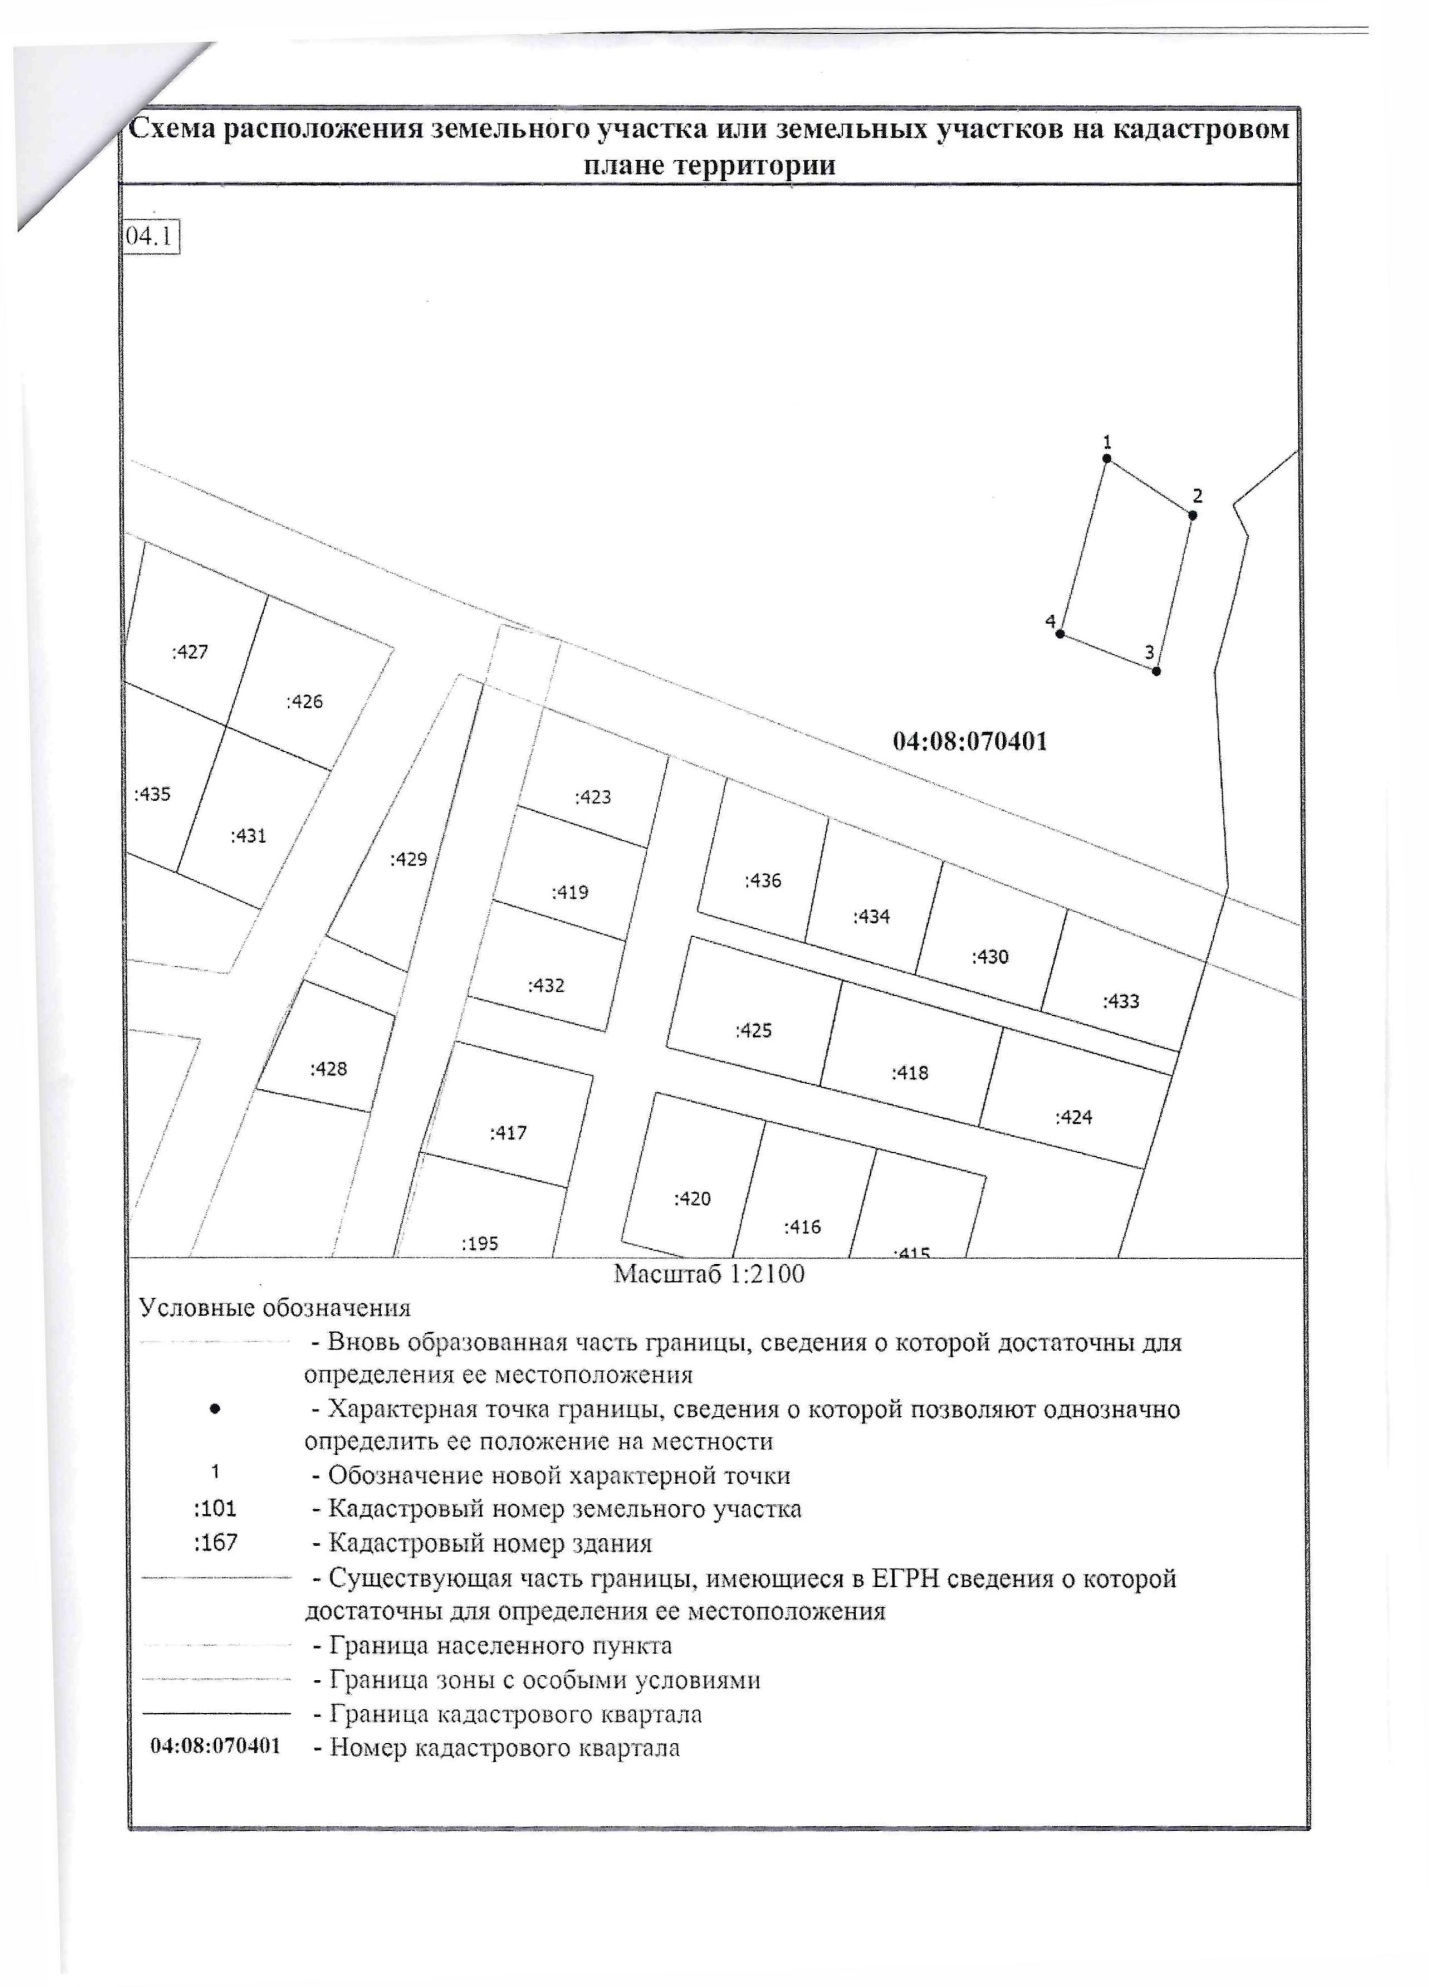 Схема расположения земельного участка или земельных участков на кадастровом
плане территории
04.1
1
2
4
3
04:08:070401
:427
:426
:435
:431
:429
:423
:419
:432
:436
:434
:430
:433
:425
:418
:424
:428
:417
:420
:416
:195
:415
Масштаб 1:2100
Условные обозначения
- Вновь образованная часть границы, сведения о которой достаточны для
определения ее местоположения
- Характерная точка границы, сведения о которой позволяют однозначно
определить ее положение на местности
1 - Обозначение новой характерной точки
:101 - Кадастровый номер земельного участка
:167 - Кадастровый номер здания
- Существующая часть границы, имеющиеся в ЕГРН сведения о которой
достаточны для определения ее местоположения
- Граница населенного пункта
- Граница зоны с особыми условиями
- Граница кадастрового квартала
04:08:070401 - Номер кадастрового квартала